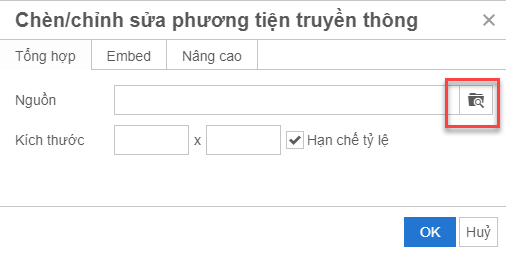 Chèn/chỉnh sửa phương tiện truyền thông ×
Tổng hợp Embed Nâng cao
Nguồn
Kích thước x Hạn chế tỷ lệ
OK Huỷ